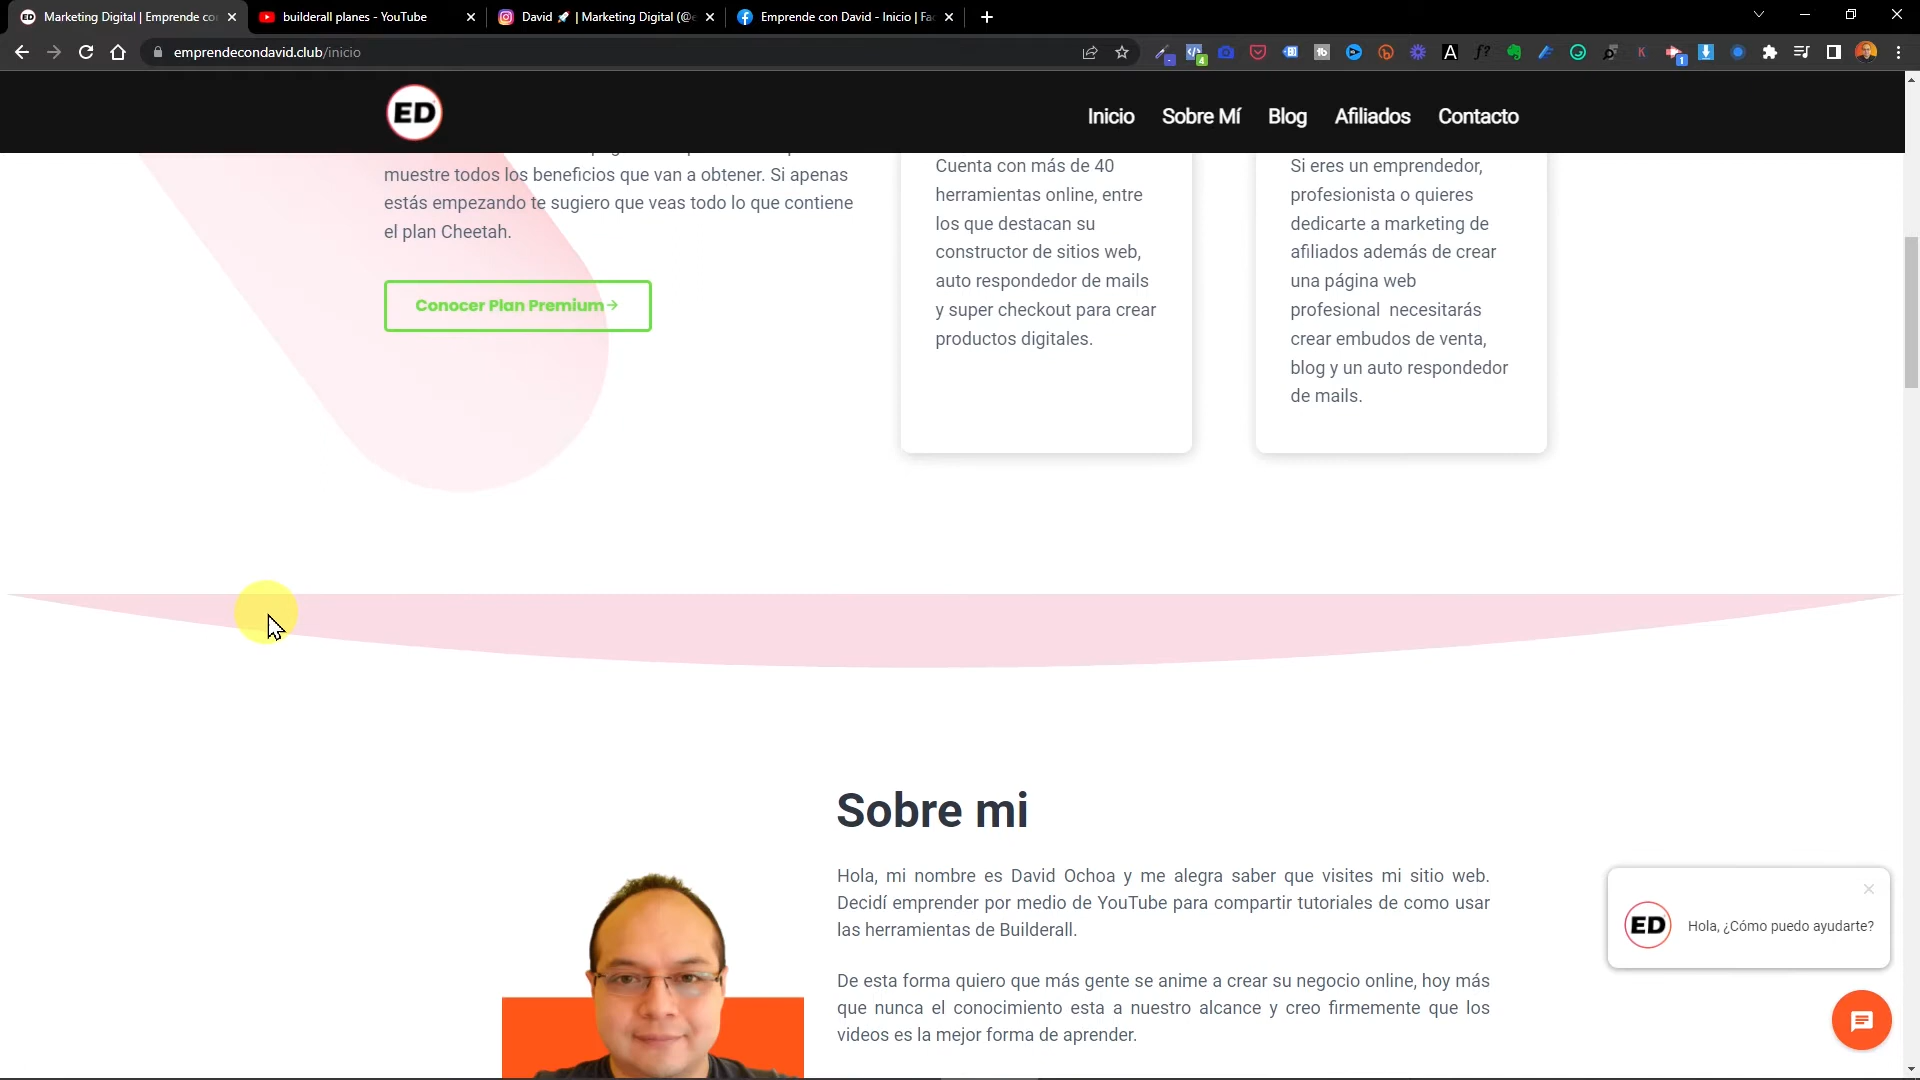 Marketing Digital | Emprende co
builderall planes - YouTube
David 🚀 | Marketing Digital (@e
Emprende con David - Inicio | Fa
emprendecondavid.club/inicio
ED
Inicio
Sobre Mí
Blog
Afiliados
Contacto
muestre todos los beneficios que van a obtener. Si apenas
estás empezando te sugiero que veas todo lo que contiene
el plan Cheetah.
Conocer Plan Premium→
Cuenta con más de 40
herramientas online, entre
los que destacan su
constructor de sitios web,
auto respondedor de mails
y super checkout para crear
productos digitales.
Si eres un emprendedor,
profesionista o quieres
dedicarte a marketing de
afiliados además de crear
una página web
profesional necesitarás
crear embudos de venta,
blog y un auto respondedor
de mails.
Sobre mi
Hola, mi nombre es David Ochoa y me alegra saber que visites mi sitio web.
Decidí emprender por medio de YouTube para compartir tutoriales de como usar
las herramientas de Builderall.
De esta forma quiero que más gente se anime a crear su negocio online, hoy más
que nunca el conocimiento esta a nuestro alcance y creo firmemente que los
videos es la mejor forma de aprender.
ED
Hola, ¿Cómo puedo ayudarte?